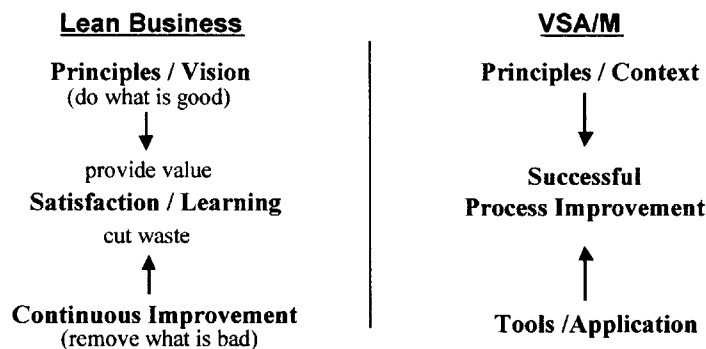 Lean Business
Principles / Vision
(do what is good)
provide value
Satisfaction / Learning
cut waste
Continuous Improvement
(remove what is bad)
VSA/M
Principles / Context
Successful
Process Improvement
Tools /Application